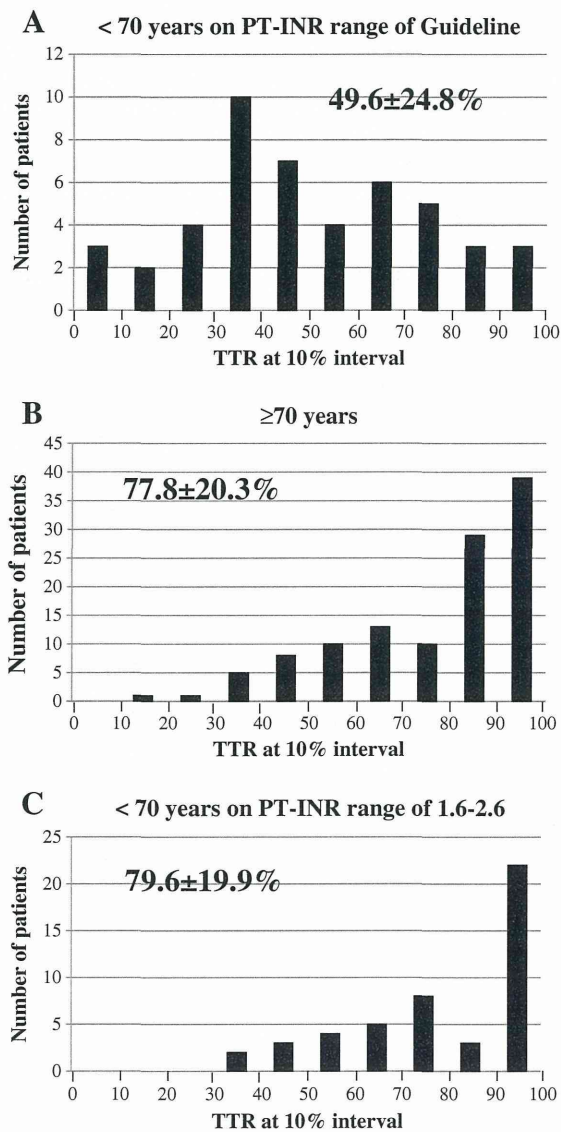 A
< 70 years on PT-INR range of Guideline
49.6±24.8%
Number of patients
12
10
8
6
4
2
0
0 10 20 30 40 50 60 70 80 90 100
TTR at 10% interval
B
≥70 years
77.8±20.3%
Number of patients
45
40
35
30
25
20
15
10
5
0
0 10 20 30 40 50 60 70 80 90 100
TTR at 10% interval
C
< 70 years on PT-INR range of 1.6-2.6
79.6±19.9%
Number of patients
25
20
15
10
5
0
0 10 20 30 40 50 60 70 80 90 100
TTR at 10% interval